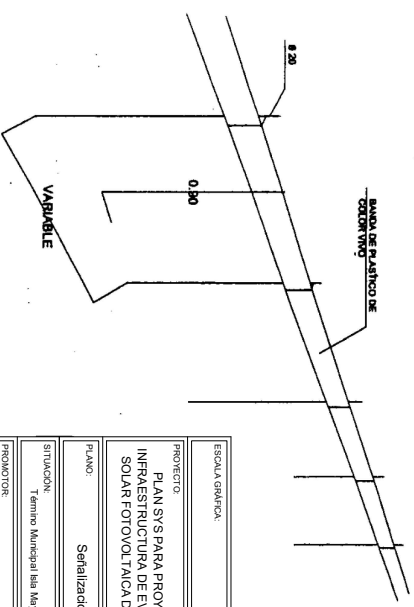 BANDA DE PLASTICO DE
COLOR VIVO
ø 20
0.90
VARIABLE
ESCALA GRÁFICA:
PROYECTO:
PLAN SYS PARA PROY
INFRAESTRUCTURA DE EV
SOLAR FOTOVOLTAICA D
PLANO:
Señalizació
SITUACIÓN:
Término Municipal Isla Ma
PROMOTOR: